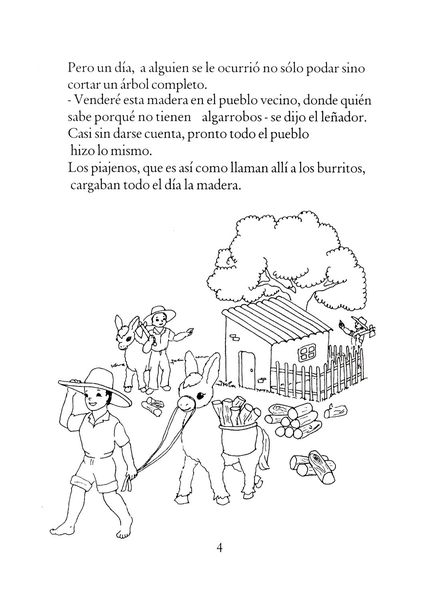 Pero un día, a alguien se le ocurrió no sólo podar sino
cortar un árbol completo.
- Venderé esta madera en el pueblo vecino, donde quién
sabe porqué no tienen algarrobos - se dijo el leñador.
Casi sin darse cuenta, pronto todo el pueblo
hizo lo mismo.
Los piajenos, que es así como llaman allí a los burritos,
cargaban todo el día la madera.
4